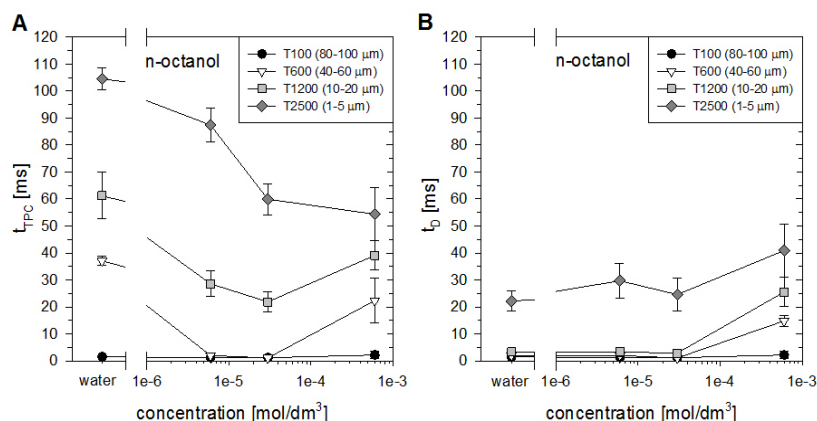 A
n-octanol
T100 (80-100 μm)
T600 (40-60 μm)
T1200 (10-20 μm)
T2500 (1-5 μm)
120
110
100
90
80
70
60
50
40
30
20
10
0
tTPC [ms]
water
1e-6
1e-5
1e-4
1e-3
concentration [mol/dm³]
B
n-octanol
T100 (80-100 μm)
T600 (40-60 μm)
T1200 (10-20 μm)
T2500 (1-5 μm)
120
110
100
90
80
70
60
50
40
30
20
10
0
tD [ms]
water
1e-6
1e-5
1e-4
1e-3
concentration [mol/dm³]